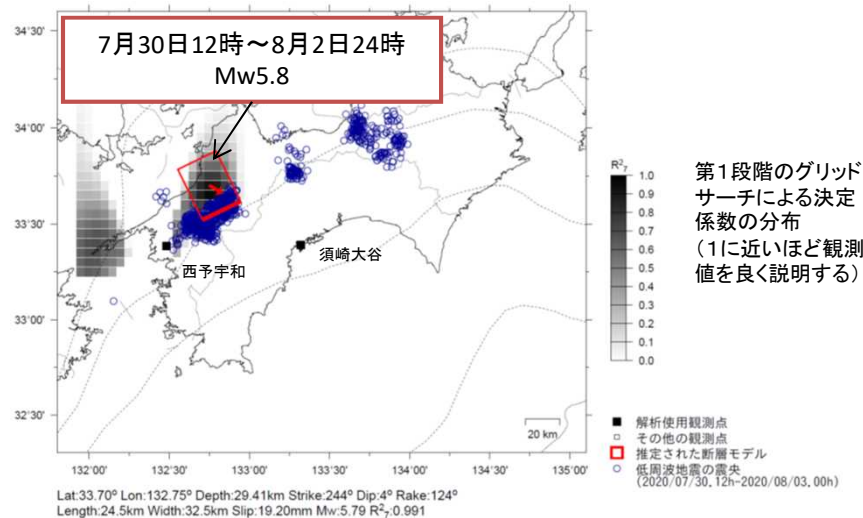 7月30日12時～8月2日24時
Mw5.8
34°30'
34°00'
33°30'
33°00'
32°30'
132°00'
132°30'
133°00'
133°30'
134°00'
134°30'
135°00'
西予宇和
須崎大谷
20 km
R²₇
1.0
0.9
0.8
0.7
0.6
0.5
0.4
0.3
0.2
0.1
0.0
第1段階のグリッド
サーチによる決定
係数の分布
(1に近いほど観測
値を良く説明する)
解析使用観測点
その他の観測点
推定された断層モデル
低周波地震の震央
(2020/07/30,12h-2020/08/03,00h)
Lat:33.70° Lon:132.75° Depth:29.41km Strike:244° Dip:4° Rake:124°
Length:24.5km Width:32.5km Slip:19.20mm Mw:5.79 R²₇:0.991